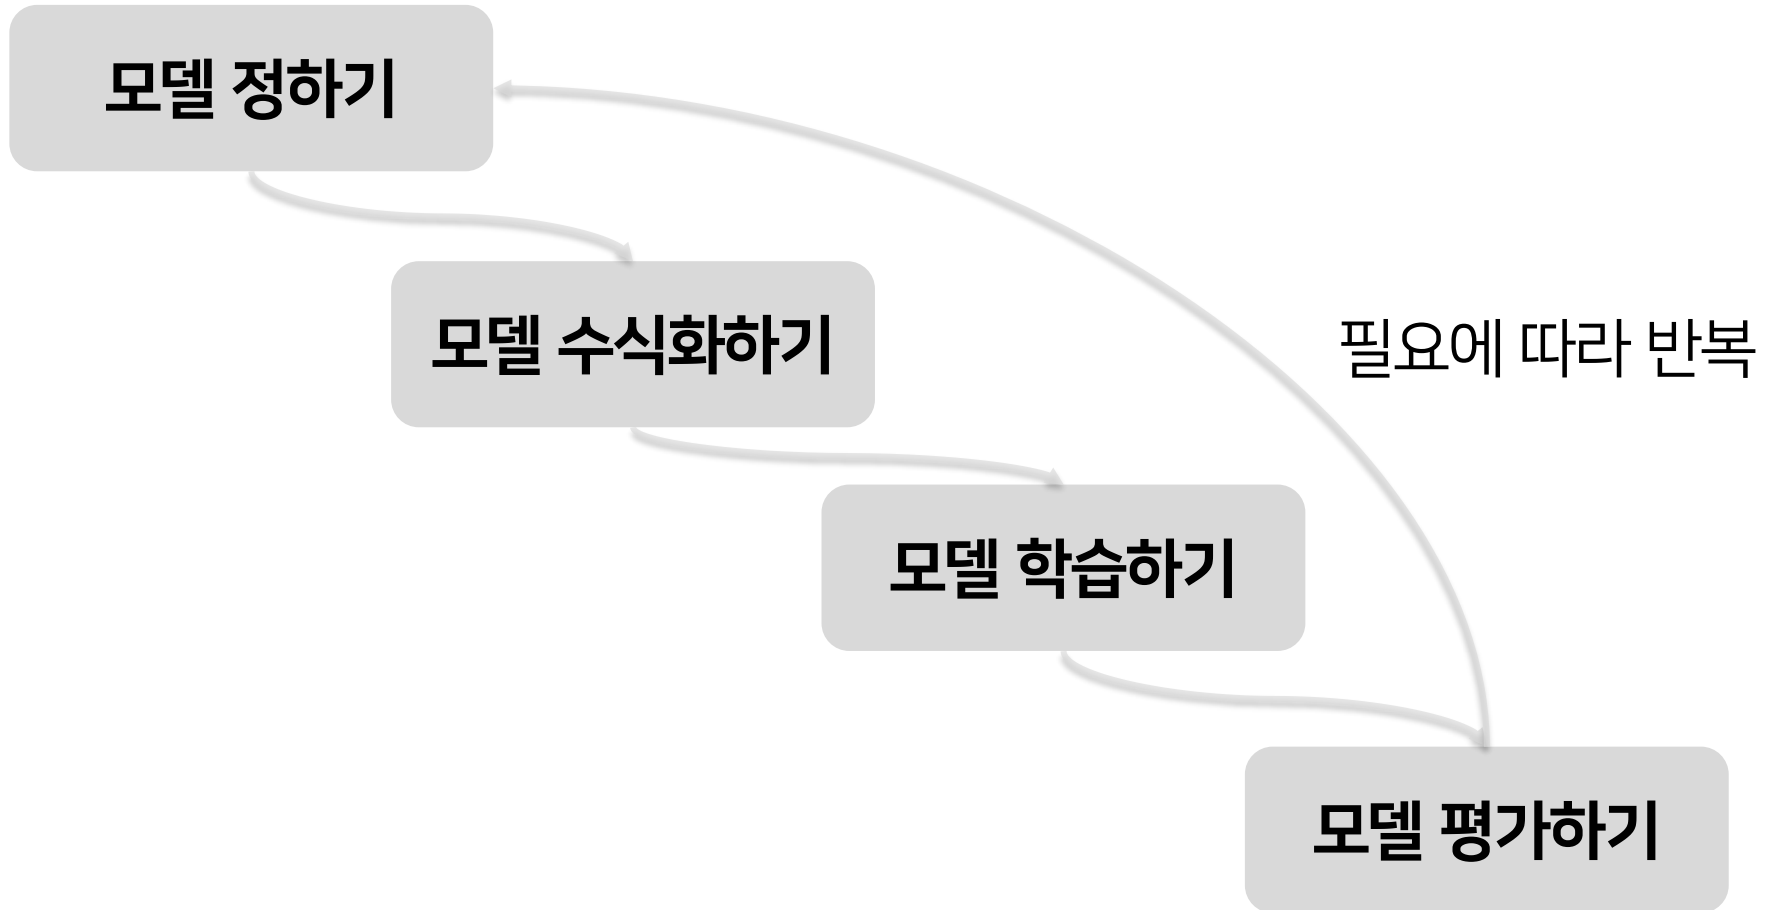 모델 정하기
모델 수식화하기
필요에 따라 반복
모델 학습하기
모델 평가하기